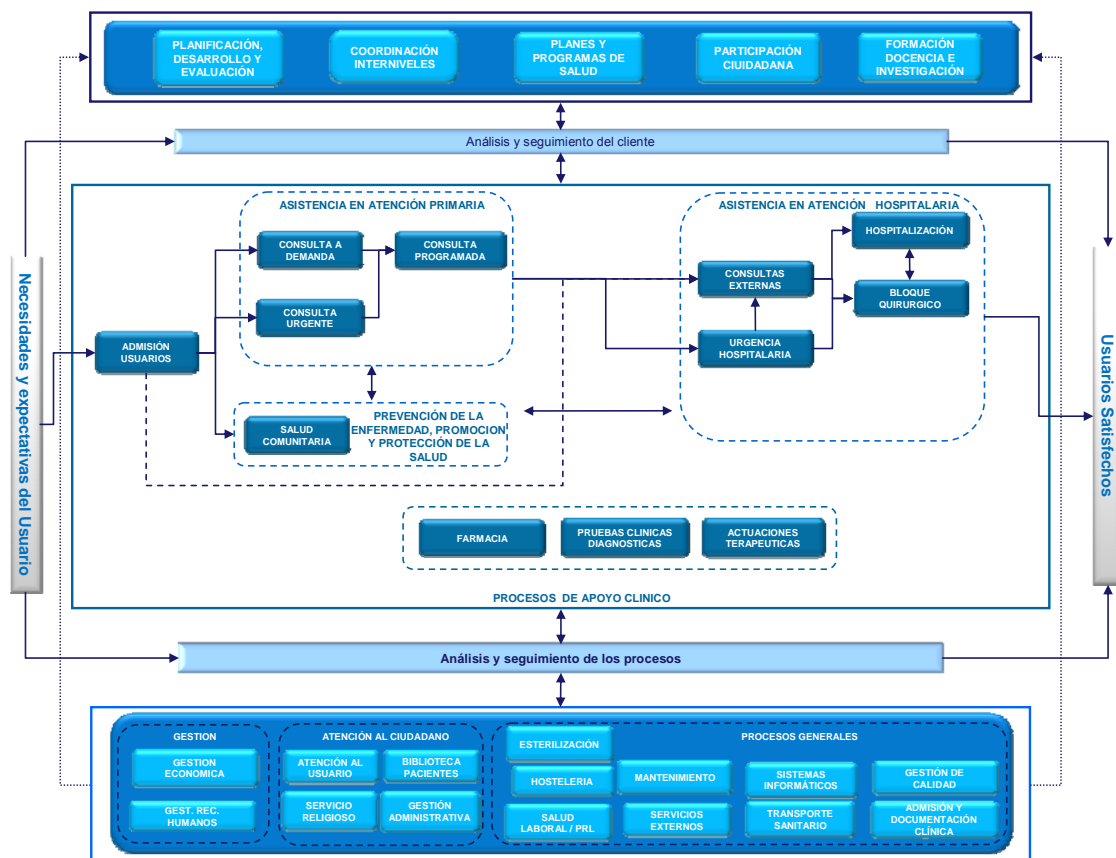 PLANIFICACIÓN,
DESARROLLO Y
EVALUACIÓN
COORDINACIÓN
INTERNIVELES
PLANES Y
PROGRAMAS DE
SALUD
PARTICIPACIÓN
CIUIDADANA
FORMACIÓN
DOCENCIA E
INVESTIGACIÓN
Análisis y seguimiento del cliente
ASISTENCIA EN ATENCIÓN PRIMARIA
CONSULTA A
DEMANDA
CONSULTA
PROGRAMADA
CONSULTA
URGENTE
ASISTENCIA EN ATENCIÓN HOSPITALARIA
HOSPITALIZACIÓN
CONSULTAS
EXTERNAS
BLOQUE
QUIRURGICO
URGENCIA
HOSPITALARIA
Necesidades y expectativas del Usuario
ADMISIÓN
USUARIOS
Usuarios Satisfechos
SALUD
COMUNITARIA
PREVENCIÓN DE LA
ENFERMEDAD, PROMOCION
Y PROTECCIÓN DE LA
SALUD
FARMACIA
PRUEBAS CLINICAS
DIAGNOSTICAS
ACTUACIONES
TERAPEUTICAS
PROCESOS DE APOYO CLINICO
Análisis y seguimiento de los procesos
GESTION
GESTION
ECONOMICA
GEST. REC.
HUMANOS
ATENCIÓN AL CIUDADANO
ATENCIÓN AL
USUARIO
BIBLIOTECA
PACIENTES
SERVICIO
RELIGIOSO
GESTIÓN
ADMINISTRATIVA
PROCESOS GENERALES
ESTERILIZACIÓN
HOSTELERIA
MANTENIMIENTO
SISTEMAS
INFORMÁTICOS
GESTIÓN DE
CALIDAD
SALUD
LABORAL / PRL
SERVICIOS
EXTERNOS
TRANSPORTE
SANITARIO
ADMISIÓN Y
DOCUMENTACIÓN
CLÍNICA